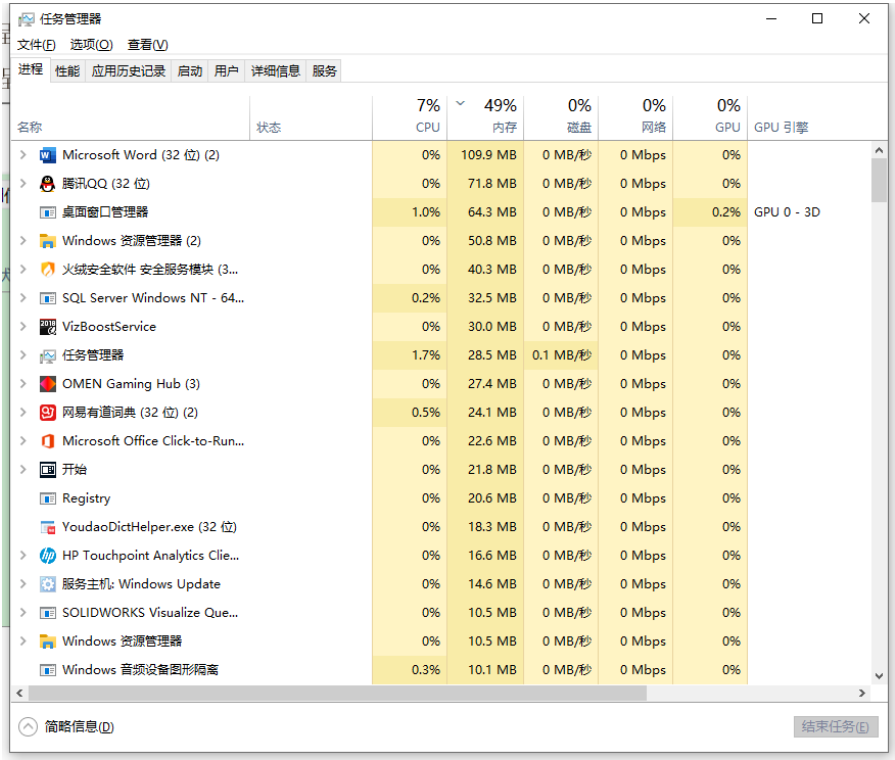 任务管理器
文件(F) 选项(O) 查看(V)
进程 性能 应用历史记录 启动 用户 详细信息 服务
7% 49% 0% 0% 0%
名称 状态 CPU 内存 磁盘 网络 GPU GPU 引擎
Microsoft Word (32 位) (2) 0% 109.9 MB 0 MB/秒 0 Mbps 0%
腾讯QQ (32 位) 0% 71.8 MB 0 MB/秒 0 Mbps 0%
桌面窗口管理器 1.0% 64.3 MB 0 MB/秒 0 Mbps 0.2% GPU 0 - 3D
Windows 资源管理器 (2) 0% 50.8 MB 0 MB/秒 0 Mbps 0%
火绒安全软件 安全服务模块 (3... 0% 40.3 MB 0 MB/秒 0 Mbps 0%
SQL Server Windows NT - 64... 0.2% 32.5 MB 0 MB/秒 0 Mbps 0%
VizBoostService 0% 30.0 MB 0 MB/秒 0 Mbps 0%
任务管理器 1.7% 28.5 MB 0.1 MB/秒 0 Mbps 0%
OMEN Gaming Hub (3) 0% 27.4 MB 0 MB/秒 0 Mbps 0%
网易有道词典 (32 位) (2) 0.5% 24.1 MB 0 MB/秒 0 Mbps 0%
Microsoft Office Click-to-Run... 0% 22.6 MB 0 MB/秒 0 Mbps 0%
开始 0% 21.8 MB 0 MB/秒 0 Mbps 0%
Registry 0% 20.6 MB 0 MB/秒 0 Mbps 0%
YoudaoDictHelper.exe (32 位) 0% 18.3 MB 0 MB/秒 0 Mbps 0%
HP Touchpoint Analytics Clie... 0% 16.6 MB 0 MB/秒 0 Mbps 0%
服务主机: Windows Update 0% 14.6 MB 0 MB/秒 0 Mbps 0%
SOLIDWORKS Visualize Que... 0% 10.5 MB 0 MB/秒 0 Mbps 0%
Windows 资源管理器 0% 10.5 MB 0 MB/秒 0 Mbps 0%
Windows 音频设备图形隔离 0.3% 10.1 MB 0 MB/秒 0 Mbps 0%
简略信息(D) 结束任务(E)